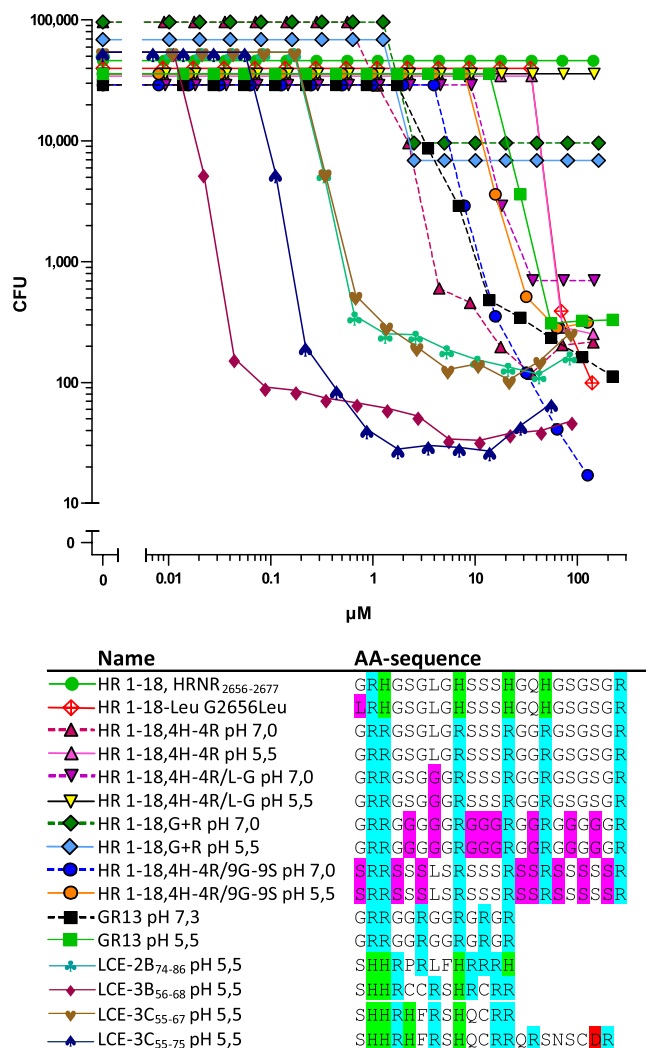 100,000
10,000
1,000
100
10
0
CFU
0 0.01 0.1 1 10 100
µM
Name AA-sequence
HR 1-18, HRNR2656-2677 GRHGSGLGHSSSHGQHGSGSGR
HR 1-18-Leu G2656Leu LRHGSGLGHSSSHGQHGSGSGR
HR 1-18,4H-4R pH 7,0 GRRGSGLGRSSSRGGRGSGSGR
HR 1-18,4H-4R pH 5,5 GRRGSGLGRSSSRGGRGSGSGR
HR 1-18,4H-4R/L-G pH 7,0 GRRGSGGGRSSSRGGRGSGSGR
HR 1-18,4H-4R/L-G pH 5,5 GRRGSGGGRSSSRGGRGSGSGR
HR 1-18,G+R pH 7,0 GRRGGGGGRGGGRGGRGGGGGR
HR 1-18,G+R pH 5,5 GRRGGGGGRGGGRGGRGGGGGR
HR 1-18,4H-4R/9G-9S pH 7,0 SRRSSSLSRSSSRSSRSSSSSR
HR 1-18,4H-4R/9G-9S pH 5,5 SRRSSSLSRSSSRSSRSSSSSR
GR13 pH 7,3 GRRGGRGGRGRGR
GR13 pH 5,5 GRRGGRGGRGRGR
LCE-2B74-86 pH 5,5 SHHRPRLFHRRRH
LCE-3B56-68 pH 5,5 SHHRCCRSHRCRR
LCE-3C55-67 pH 5,5 SHHRHFRSHQCRR
LCE-3C55-75 pH 5,5 SHHRHFRSHQCRRQRSNSCDR